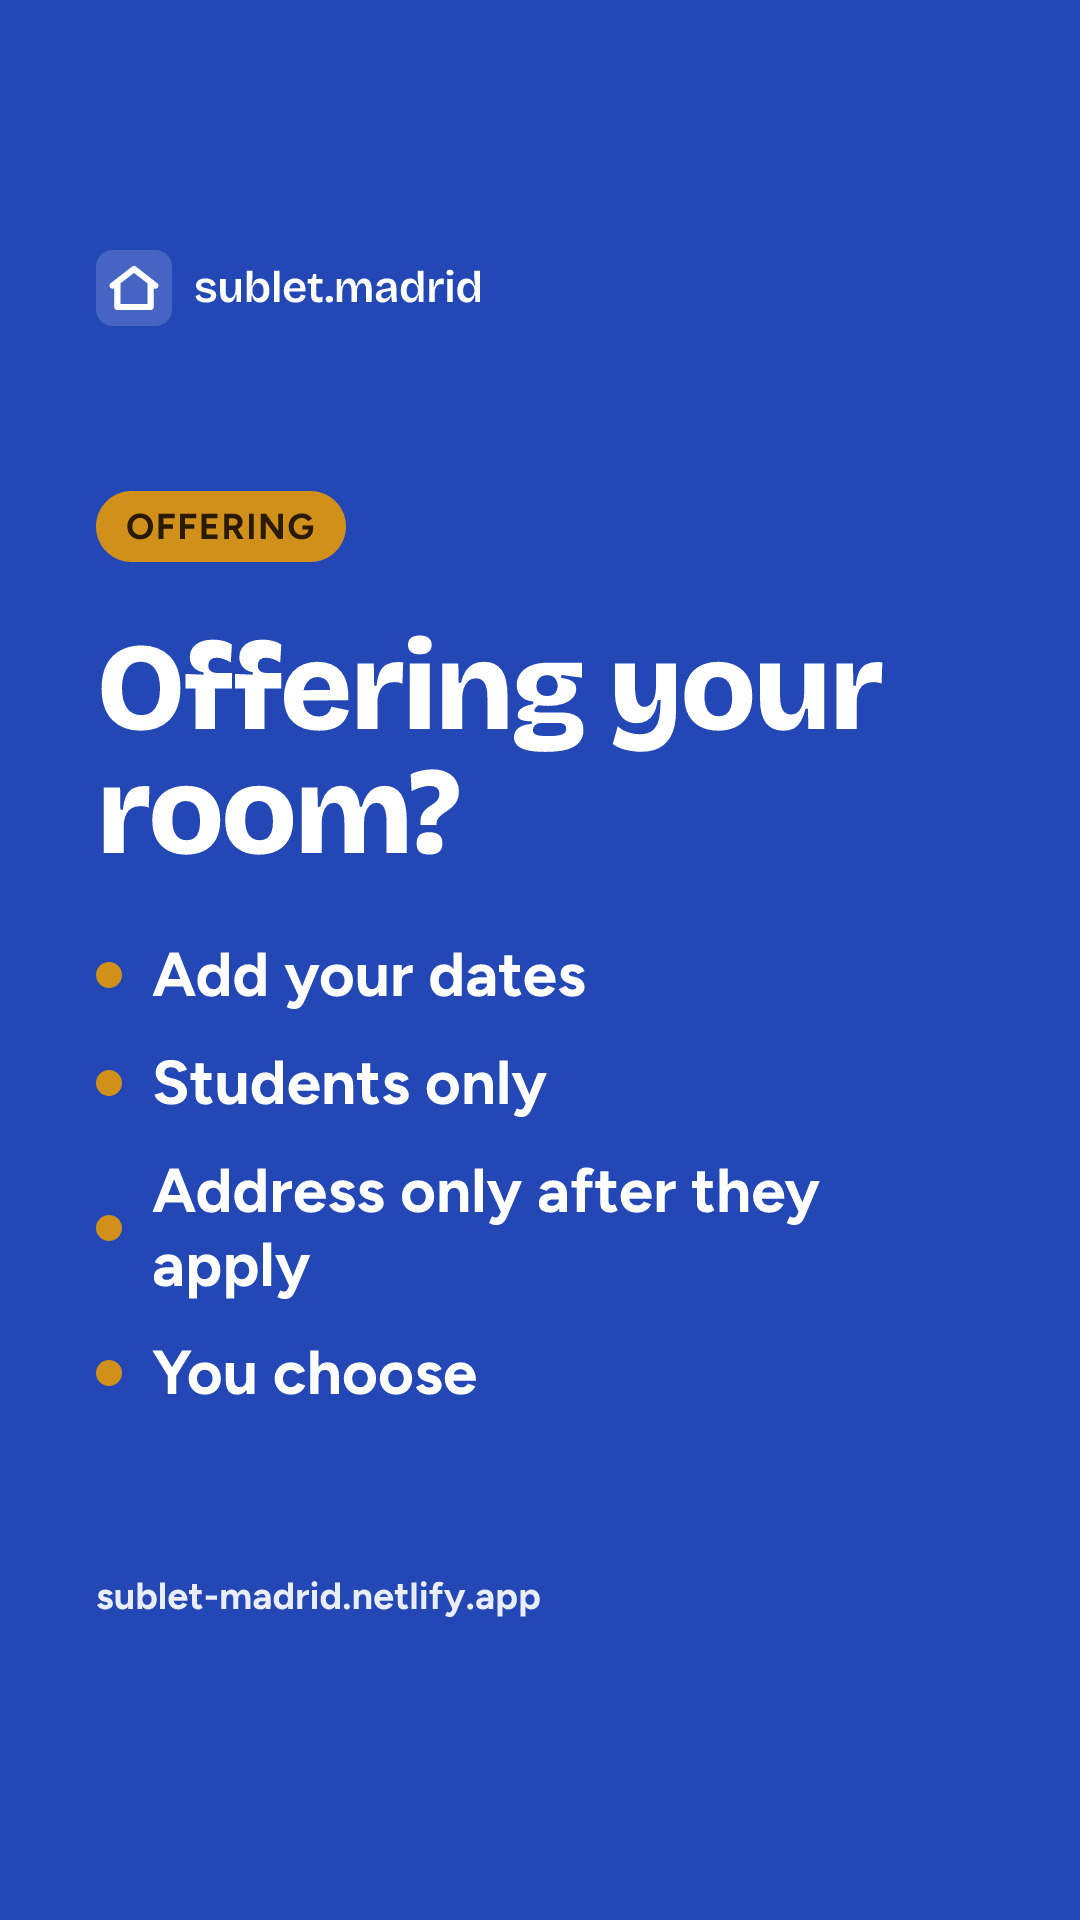 sublet.madrid
OFFERING
Offering your
room?
Add your dates
Students only
Address only after they
apply
You choose
sublet-madrid.netlify.app